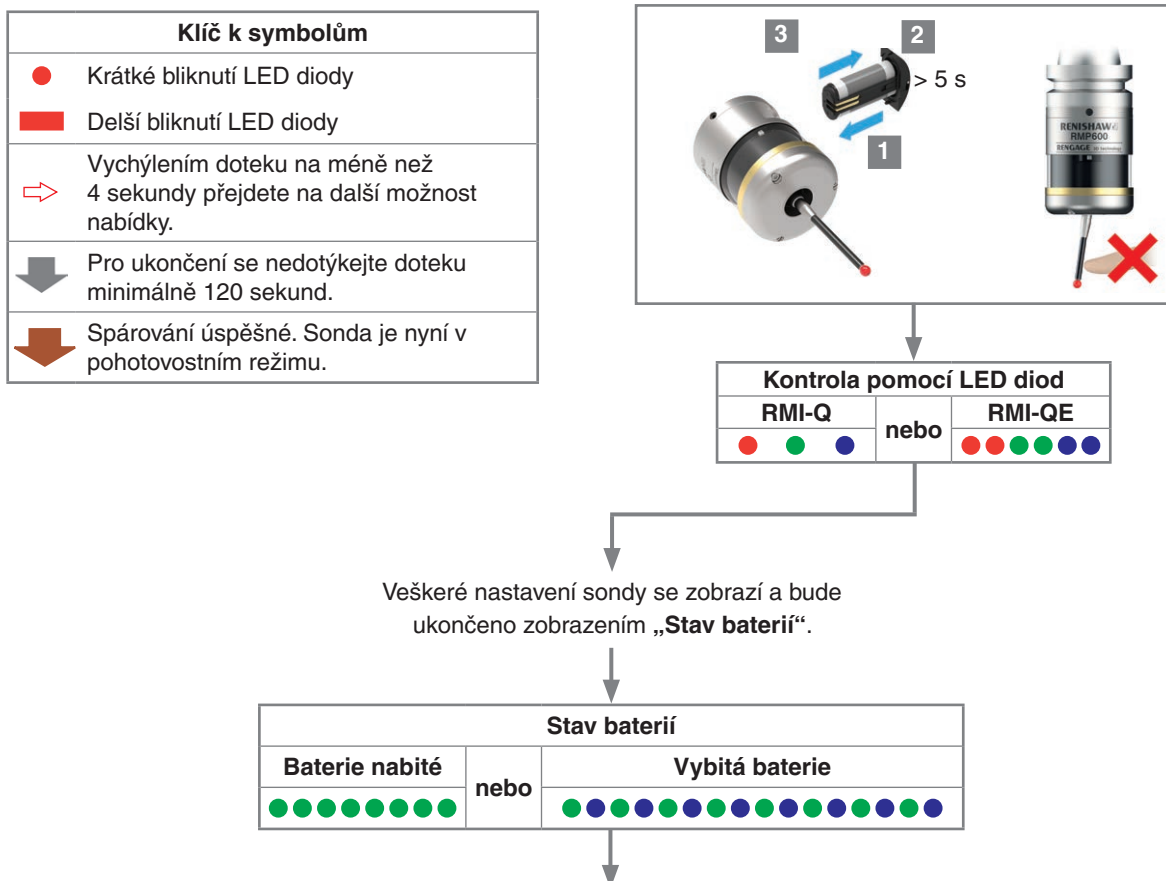 Klíč k symbolům
Krátké bliknutí LED diody
Delší bliknutí LED diody
Vychýlením doteku na méně než
4 sekundy přejdete na další možnost
nabídky.
Pro ukončení se nedotýkejte doteku
minimálně 120 sekund.
Spárování úspěšné. Sonda je nyní v
pohotovostním režimu.
3
2
> 5 s
1
RENISHAW
RMP600
RENGAGE
Kontrola pomocí LED diod
RMI-Q
nebo
RMI-QE
Veškeré nastavení sondy se zobrazí a bude
ukončeno zobrazením „Stav baterií“.
Stav baterií
Baterie nabité
nebo
Vybitá baterie